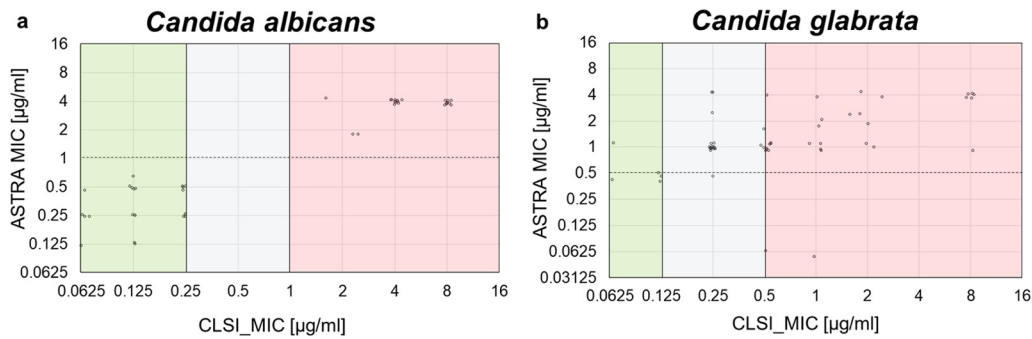 a
Candida albicans
ASTRA MIC [µg/ml]
16
8
4
2
1
0.5
0.25
0.125
0.0625
0.0625 0.125 0.25 0.5 1 2 4 8 16
CLSI_MIC [µg/ml]
b
Candida glabrata
ASTRA MIC [µg/ml]
16
8
4
2
1
0.5
0.25
0.125
0.0625
0.03125
0.0625 0.125 0.25 0.5 1 2 4 8 16
CLSI_MIC [µg/ml]